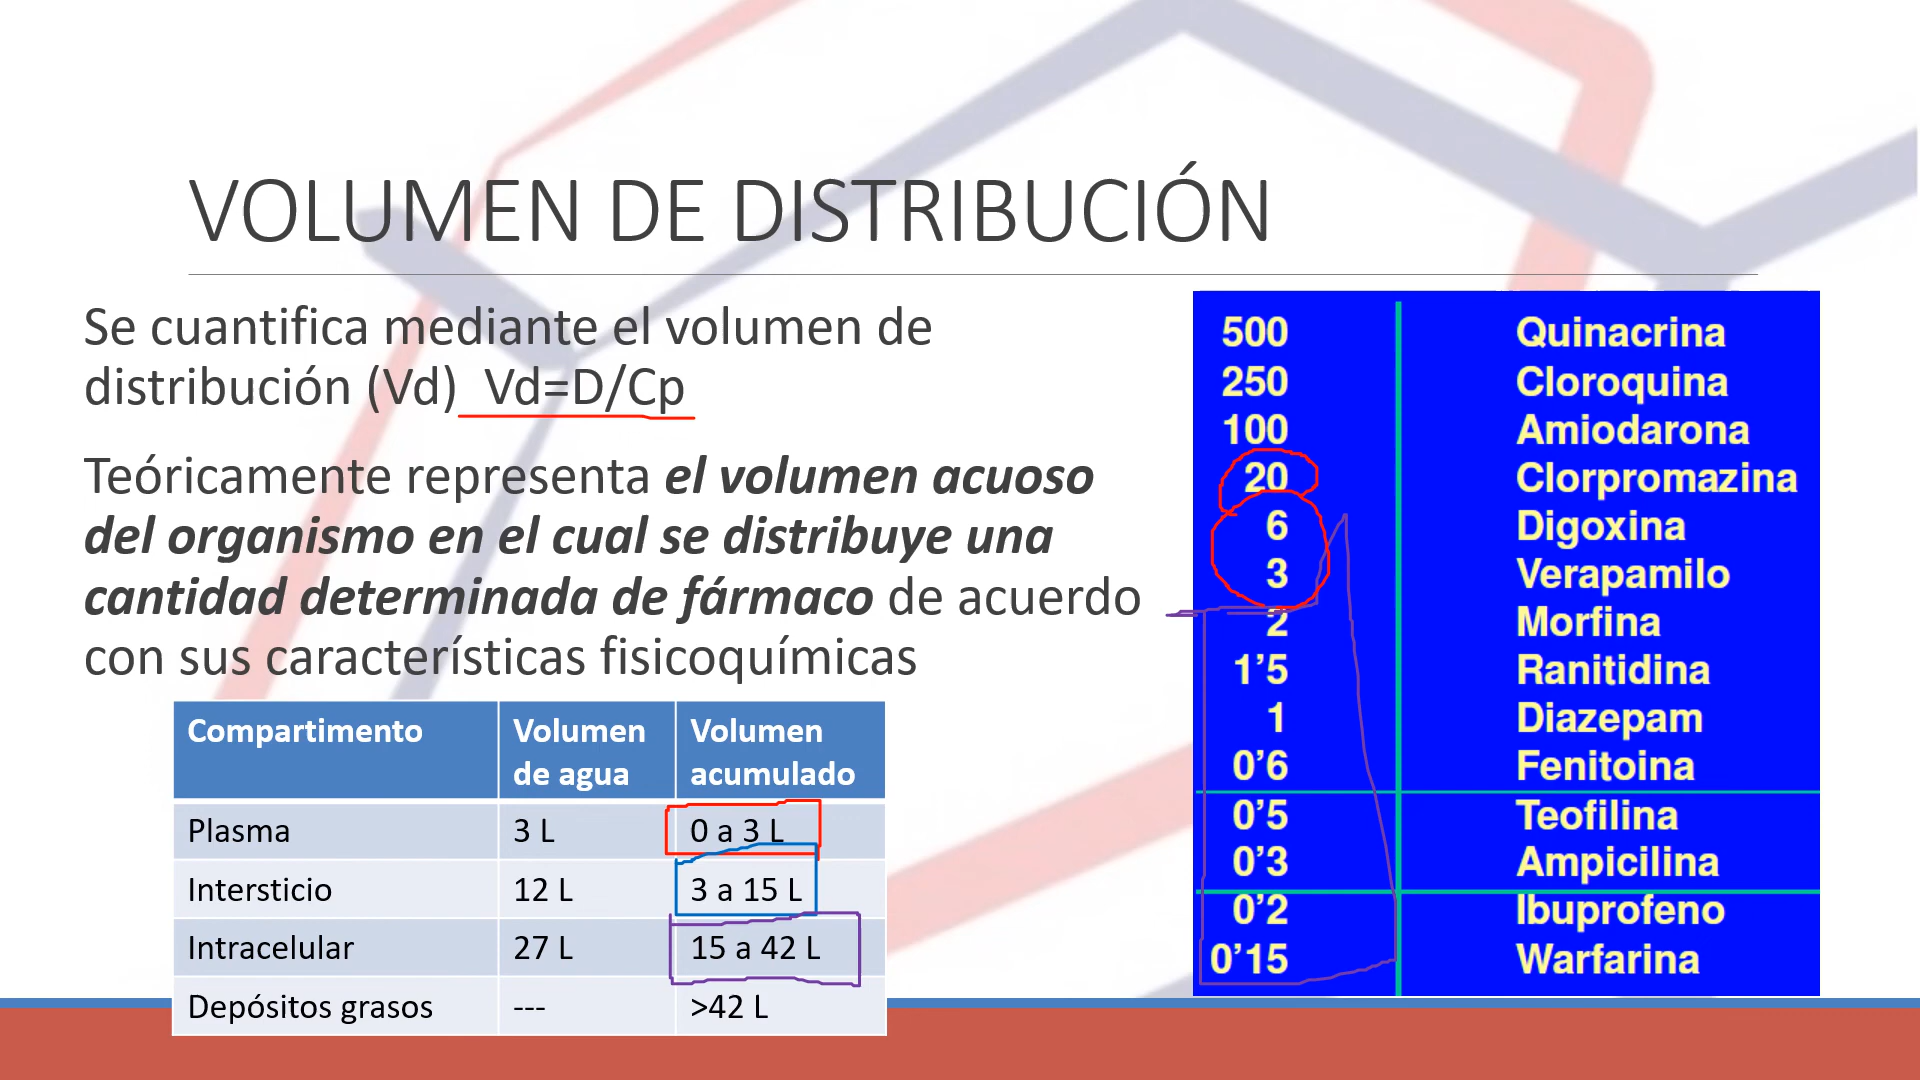 VOLUMEN DE DISTRIBUCIÓN
Se cuantifica mediante el volumen de
distribución (Vd)  Vd=D/Cp
Teóricamente representa el volumen acuoso
del organismo en el cual se distribuye una
cantidad determinada de fármaco de acuerdo
con sus características fisicoquímicas
Compartimento Volumen de agua Volumen acumulado
Plasma 3 L 0 a 3 L
Intersticio 12 L 3 a 15 L
Intracelular 27 L 15 a 42 L
Depósitos grasos --- >42 L
500 Quinacrina
250 Cloroquina
100 Amiodarona
20 Clorpromazina
6 Digoxina
3 Verapamilo
2 Morfina
1’5 Ranitidina
1 Diazepam
0’6 Fenitoina
0’5 Teofilina
0’3 Ampicilina
0’2 Ibuprofeno
0’15 Warfarina